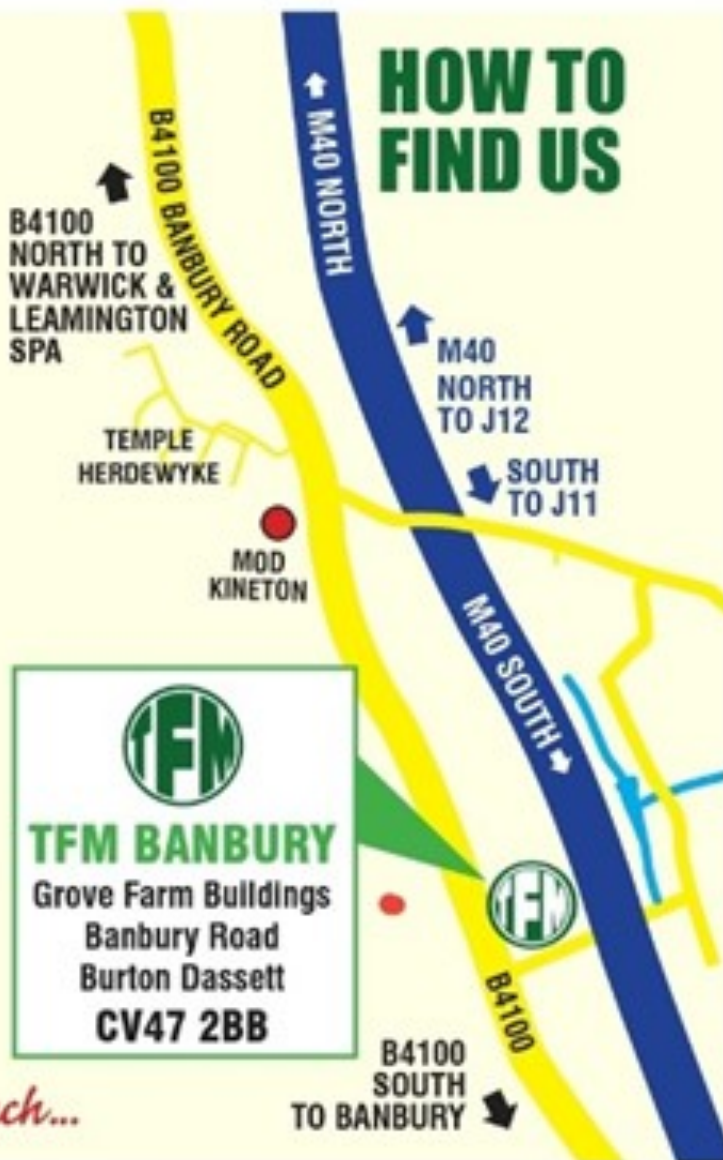 HOW TO
FIND US
B4100 BANBURY ROAD
M40 NORTH
B4100
NORTH TO
WARWICK &
LEAMINGTON
SPA
M40
NORTH
TO J12
TEMPLE
HERDEWYKE
SOUTH
TO J11
MOD
KINETON
M40 SOUTH
TFM
TFM BANBURY
Grove Farm Buildings
Banbury Road
Burton Dassett
CV47 2BB
TFM
B4100
B4100
SOUTH
TO BANBURY
ch...